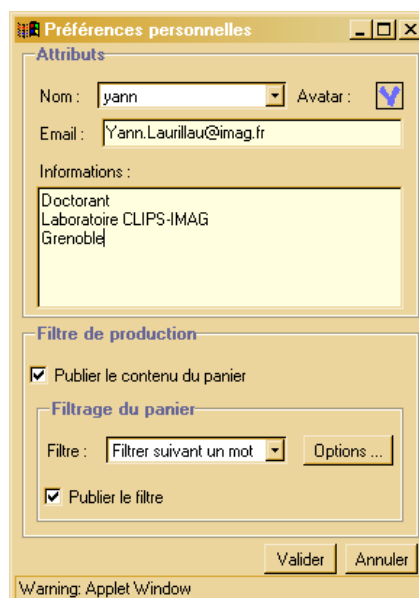 Préférences personnelles
Attributs
Nom : yann Avatar :
Email : Yann.Laurillau@imag.fr
Informations :
Doctorant
Laboratoire CLIPS-IMAG
Grenoble
Filtre de production
Publier le contenu du panier
Filtrage du panier
Filtre : Filtrer suivant un mot Options ...
Publier le filtre
Valider Annuler
Warning: Applet Window